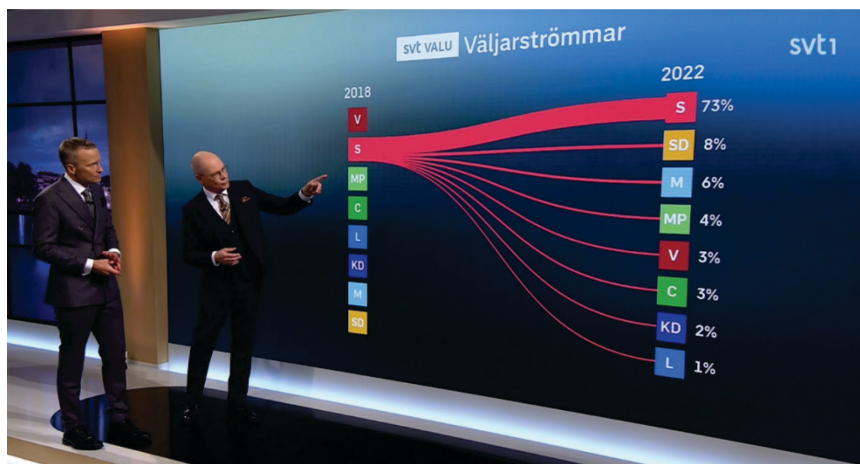 svt VALU Väljarströmmar
svt1
2018
V
S
MP
C
L
KD
M
SD
2022
S 73%
SD 8%
M 6%
MP 4%
V 3%
C 3%
KD 2%
L 1%